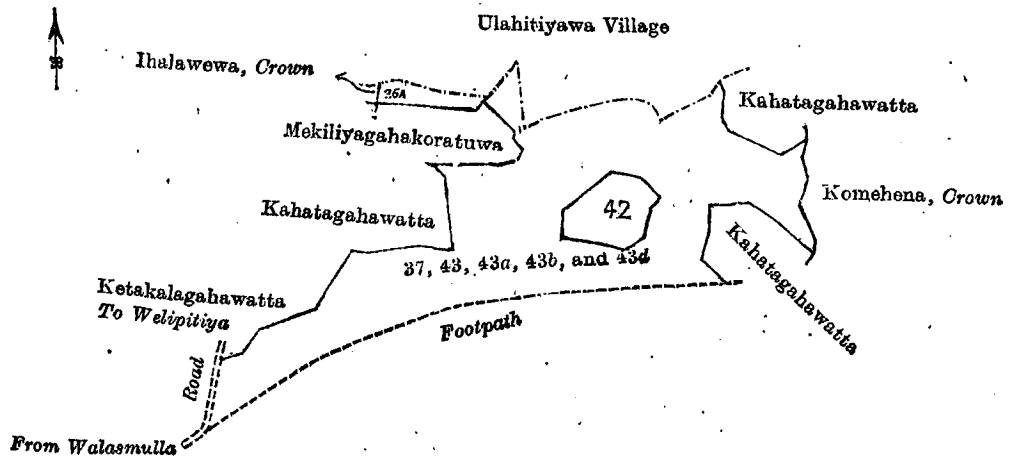 Ulahitiyawa Village
Ihalawewa, Crown
26A
Kahatagahawatta
Mekiliyagahakoratuwa
Komehena, Crown
42
Kahatagahawatta
Kahatagahawatta
37, 43, 43a, 43b, and 43d
Ketakalagahawatta
To Welipitiya
Footpath
Road
From Walasmulla